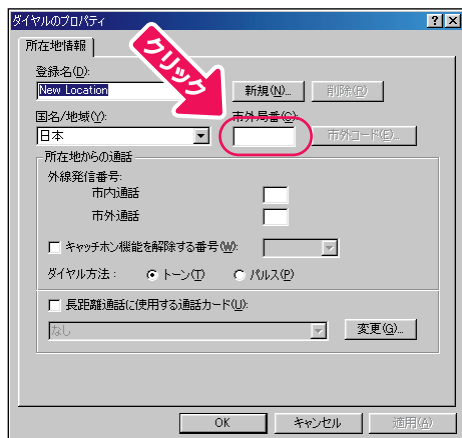 ダイヤルのプロパティ
所在地情報
クリック
登録名(D):
New Location
新規(N)...
削除(R)
国名/地域(Y):
市外局番(C):
日本
市外コード(E)...
所在地からの通話
外線発信番号:
市内通話
市外通話
キャッチホン機能を解除する番号(W):
ダイヤル方法: トーン(T) パルス(P)
長距離通話に使用する通話カード(U):
なし
変更(G)...
OK キャンセル 適用(A)